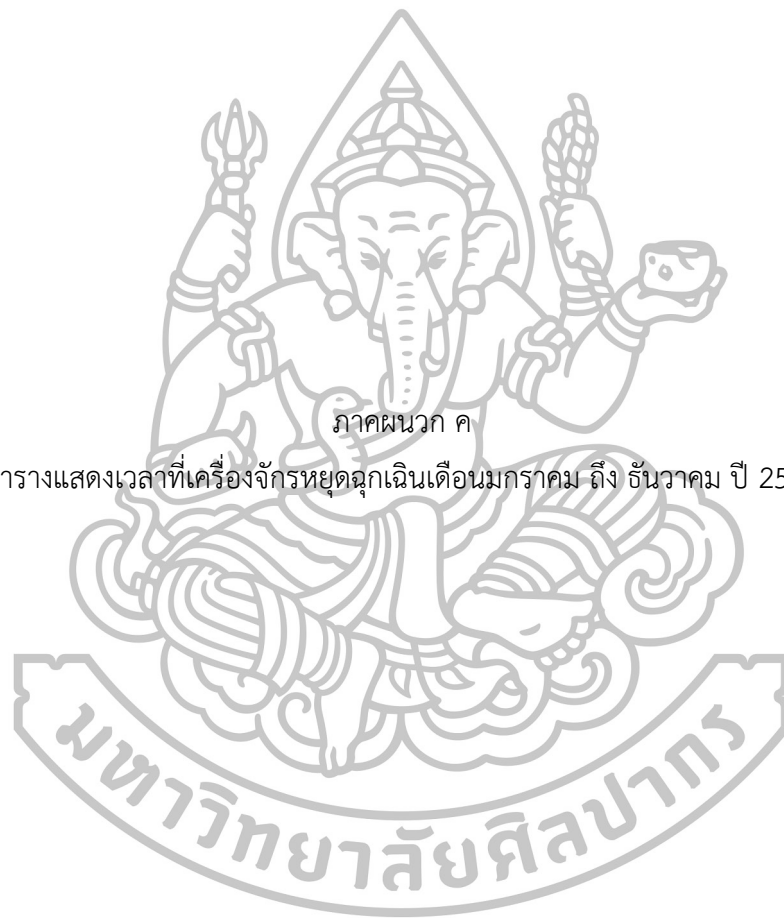 ภาคผนวก ค
ารางแสดงเวลาที่เครื่องจักรหยุดฉุกเฉินเดือนมกราคม ถึง ธันวาคม ปี 25
มหาวิทยาลัยศิลปากร